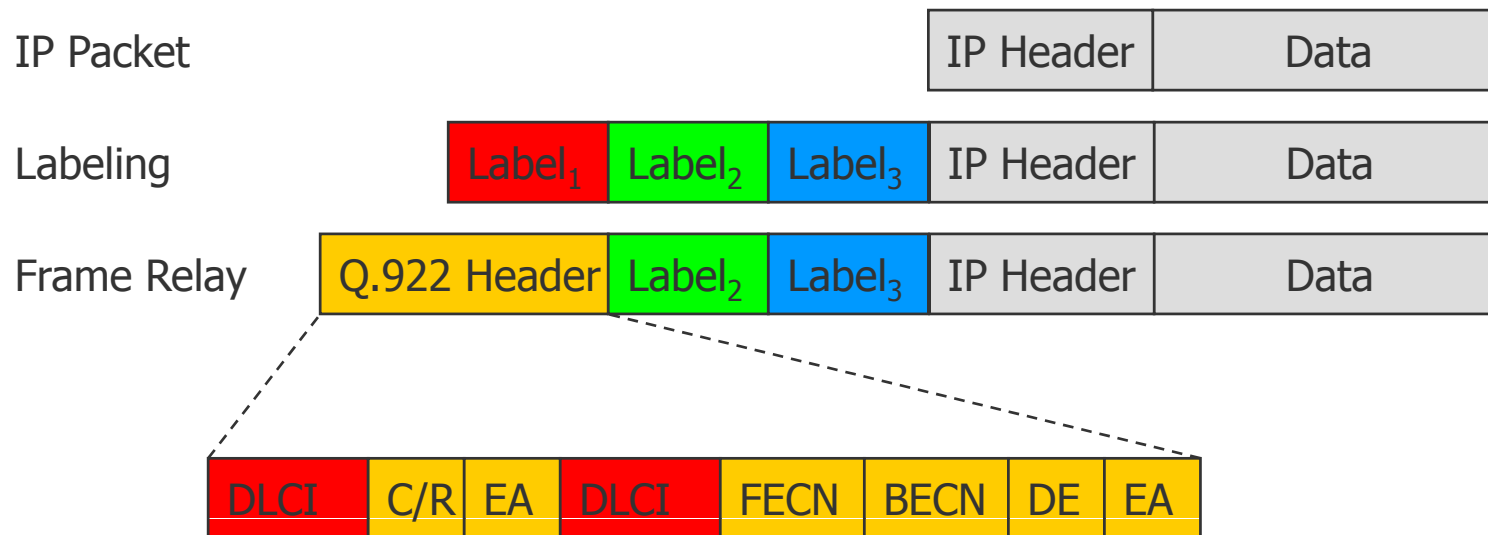 IP Packet IP Header Data
Labeling Label₁ Label₂ Label₃ IP Header Data
Frame Relay Q.922 Header Label₂ Label₃ IP Header Data
DLCI C/R EA DLCI FECN BECN DE EA